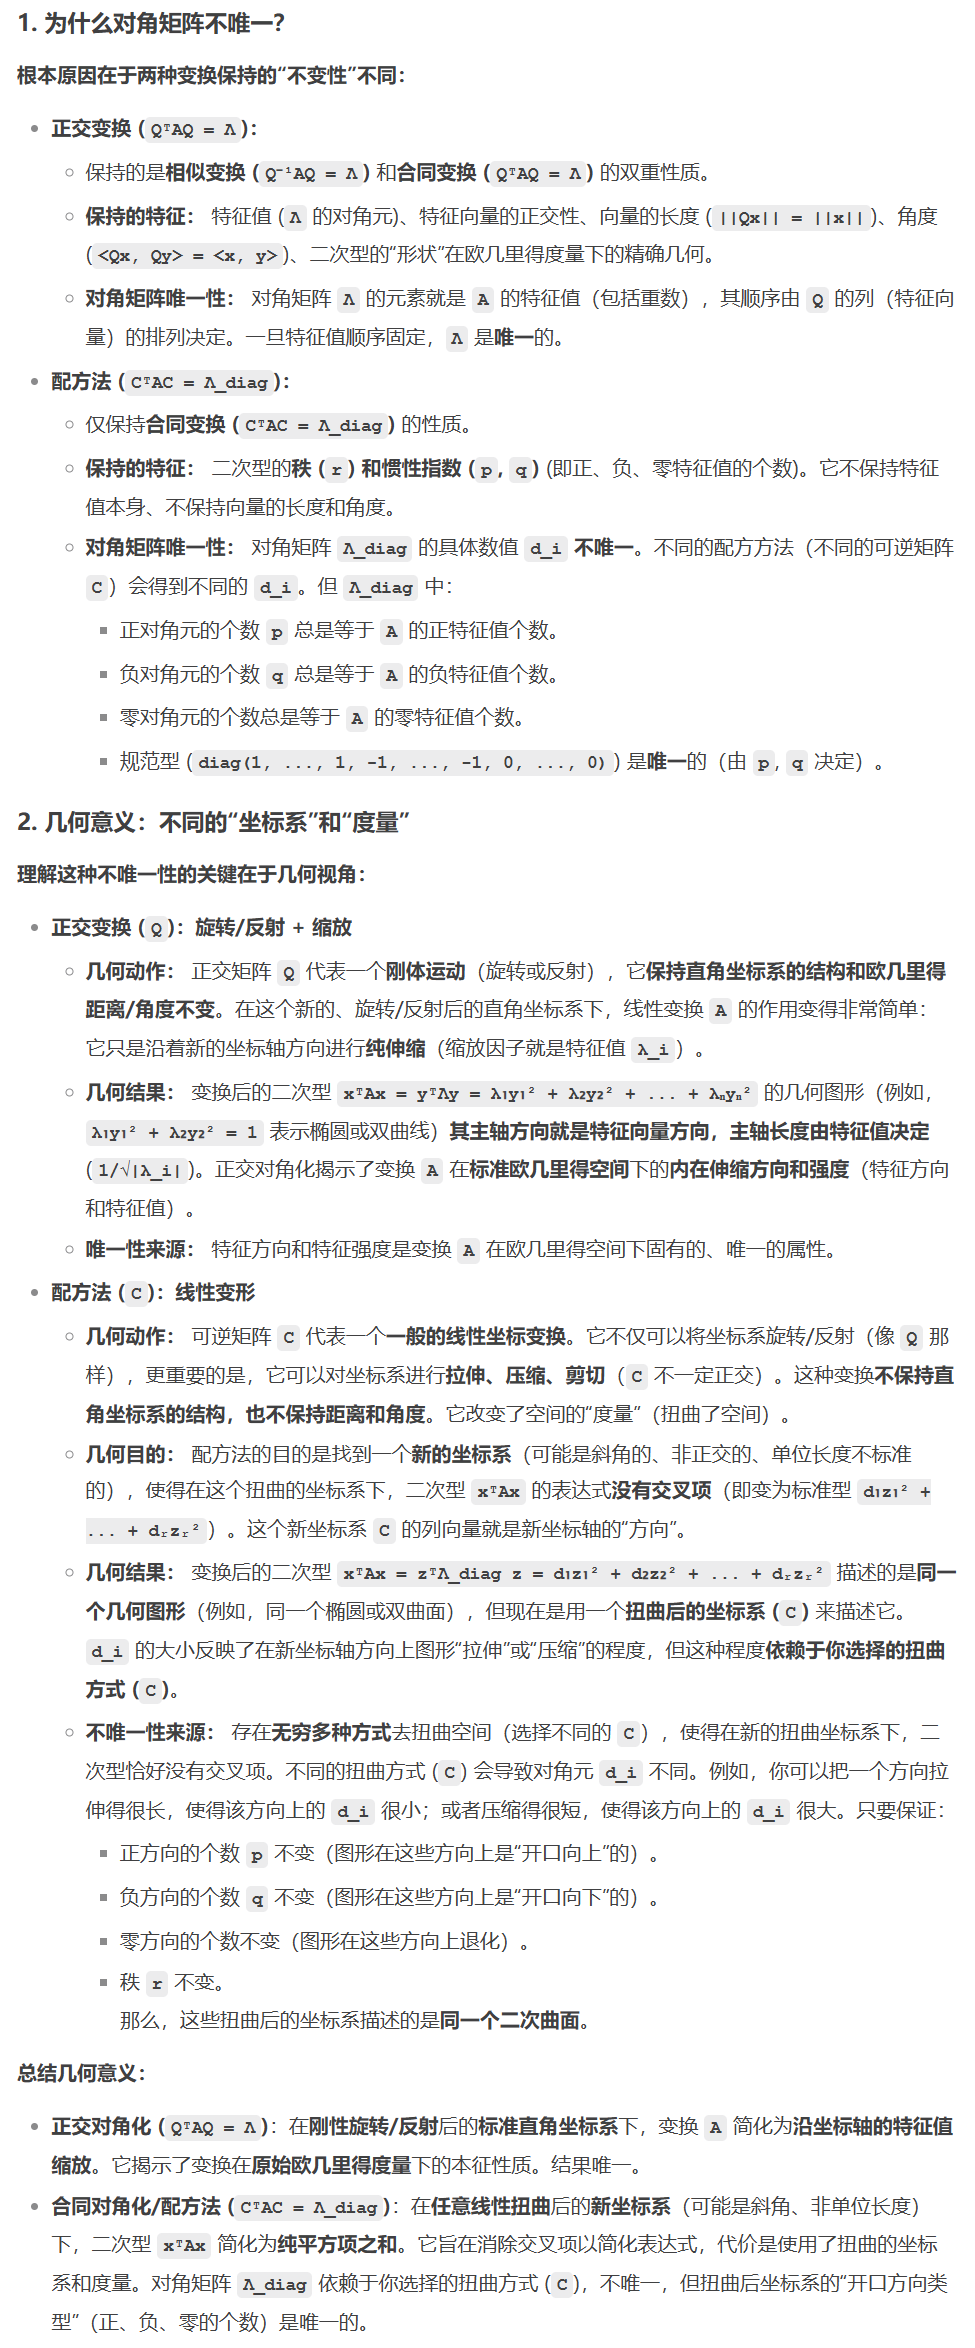 1. 为什么对角矩阵不唯一?
根本原因在于两种变换保持的“不变性”不同：
• 正交变换 (QᵀAQ = Λ)：
◦ 保持的是相似变换 (Q⁻¹AQ = Λ) 和合同变换 (QᵀAQ = Λ) 的双重性质。
◦ 保持的特征： 特征值 (Λ 的对角元)、特征向量的正交性、向量的长度 (||Qx|| = ||x||)、角度
(<Qx, Qy> = <x, y>)、二次型的“形状”在欧几里得度量下的精确几何。
◦ 对角矩阵唯一性： 对角矩阵 Λ 的元素就是 A 的特征值（包括重数），其顺序由 Q 的列（特征向
量）的排列决定。一旦特征值顺序固定，Λ 是唯一的。
• 配方法 (CᵀAC = Λ_diag)：
◦ 仅保持合同变换 (CᵀAC = Λ_diag) 的性质。
◦ 保持的特征： 二次型的秩 (r) 和惯性指数 (p, q) (即正、负、零特征值的个数)。它不保持特征
值本身、不保持向量的长度和角度。
◦ 对角矩阵唯一性： 对角矩阵 Λ_diag 的具体数值 d_i 不唯一。不同的配方方法（不同的可逆矩阵
C）会得到不同的 d_i。但 Λ_diag 中：
▪ 正对角元的个数 p 总是等于 A 的正特征值个数。
▪ 负对角元的个数 q 总是等于 A 的负特征值个数。
▪ 零对角元的个数总是等于 A 的零特征值个数。
▪ 规范型 (diag(1, ..., 1, -1, ..., -1, 0, ..., 0)) 是唯一的（由 p, q 决定）。
2. 几何意义：不同的“坐标系”和“度量”
理解这种不唯一性的关键在于几何视角：
• 正交变换 (Q)：旋转/反射 + 缩放
◦ 几何动作： 正交矩阵 Q 代表一个刚体运动（旋转或反射），它保持直角坐标系的结构和欧几里得
距离/角度不变。在这个新的、旋转/反射后的直角坐标系下，线性变换 A 的作用变得非常简单：
它只是沿着新的坐标轴方向进行纯伸缩（缩放因子就是特征值 λ_i）。
◦ 几何结果： 变换后的二次型 xᵀAx = yᵀΛy = λ₁y₁² + λ₂y₂² + ... + λₙyₙ² 的几何图形（例如，
λ₁y₁² + λ₂y₂² = 1 表示椭圆或双曲线）其主轴方向就是特征向量方向，主轴长度由特征值决定
(1/√|λ_i|)。正交对角化揭示了变换 A 在标准欧几里得空间下的内在伸缩方向和强度（特征方向
和特征值）。
◦ 唯一性来源： 特征方向和特征强度是变换 A 在欧几里得空间下固有的、唯一的属性。
• 配方法 (C)：线性变形
◦ 几何动作： 可逆矩阵 C 代表一个一般的线性坐标变换。它不仅可以将坐标系旋转/反射（像 Q 那
样），更重要的是，它可以对坐标系进行拉伸、压缩、剪切（C 不一定正交）。这种变换不保持直
角坐标系的结构，也不保持距离和角度。它改变了空间的“度量”（扭曲了空间）。
◦ 几何目的： 配方法的目的是找到一个新的坐标系（可能是斜角的、非正交的、单位长度不标准
的），使得在这个扭曲的坐标系下，二次型 xᵀAx 的表达式没有交叉项（即变为标准型 d₁z₁² +
... + dᵣzᵣ²）。这个新坐标系 C 的列向量就是新坐标轴的“方向”。
◦ 几何结果： 变换后的二次型 xᵀAx = zᵀΛ_diag z = d₁z₁² + d₂z₂² + ... + dᵣzᵣ² 描述的是同一
个几何图形（例如，同一个椭圆或双曲面），但现在是用一个扭曲后的坐标系 (C) 来描述它。
d_i 的大小反映了在新坐标轴方向上图形“拉伸”或“压缩”的程度，但这种程度依赖于你选择的扭曲
方式 (C)。
◦ 不唯一性来源： 存在无穷多种方式去扭曲空间（选择不同的 C），使得在新的扭曲坐标系下，二
次型恰好没有交叉项。不同的扭曲方式 (C) 会导致对角元 d_i 不同。例如，你可以把一个方向拉
伸得很长，使得该方向上的 d_i 很小；或者压缩得很短，使得该方向上的 d_i 很大。只要保证：
▪ 正方向的个数 p 不变（图形在这些方向上是“开口向上”的）。
▪ 负方向的个数 q 不变（图形在这些方向上是“开口向下”的）。
▪ 零方向的个数不变（图形在这些方向上退化）。
▪ 秩 r 不变。
那么，这些扭曲后的坐标系描述的是同一个二次曲面。
总结几何意义：
• 正交对角化 (QᵀAQ = Λ)：在刚性旋转/反射后的标准直角坐标系下，变换 A 简化为沿坐标轴的特征值
缩放。它揭示了变换在原始欧几里得度量下的本征性质。结果唯一。
• 合同对角化/配方法 (CᵀAC = Λ_diag)：在任意线性扭曲后的新坐标系（可能是斜角、非单位长度）
下，二次型 xᵀAx 简化为纯平方项之和。它旨在消除交叉项以简化表达式，代价是使用了扭曲的坐标
系和度量。对角矩阵 Λ_diag 依赖于你选择的扭曲方式 (C)，不唯一，但扭曲后坐标系的“开口方向类
型”（正、负、零的个数）是唯一的。